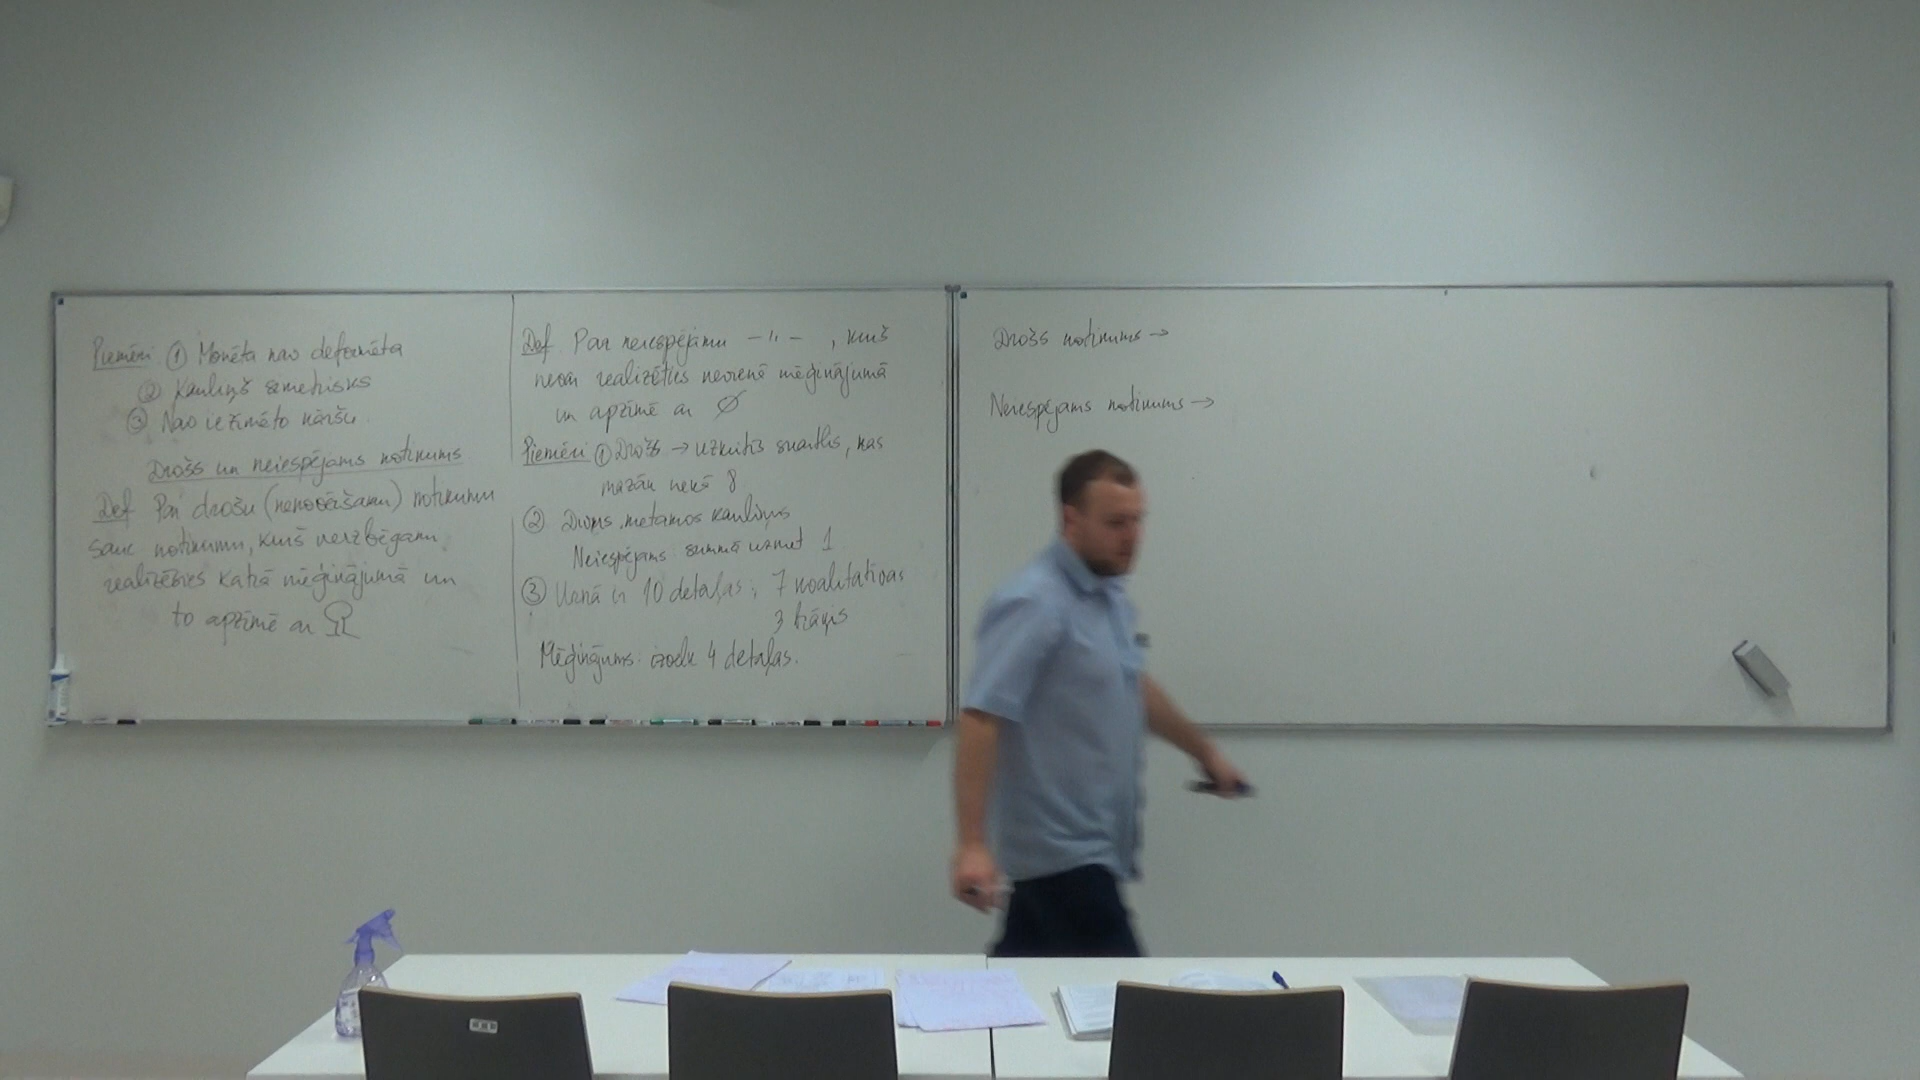 Piemēri ① Monēta nav deformēta
② Kauliņš simetrisks
③ Nav iezīmēto kāršu.
Drošs un neiespējams notikums
Def Par drošu (nenovēršamu) notikumu
sauc notikumu, kurš neizbēgami
realizēsies katrā mēģinājumā un
to apzīmē ar Ω
Def. Par neiespējamu -"-, kurš
nevar realizēties nevienā mēģinājumā
un apzīmē ar ∅
Piemēri ① Drošs → uzkritīs skaitlis, kas
mazāk nekā 8
② Divus metamos kauliņus
Neiespējams: summā uzmet 1
③ Urnā ir 10 detaļas; 7 kvalitatīvas
3 brāķis
Mēģinājums: izvelk 4 detaļas.
Drošs notikums →
Neiespējams notikums →